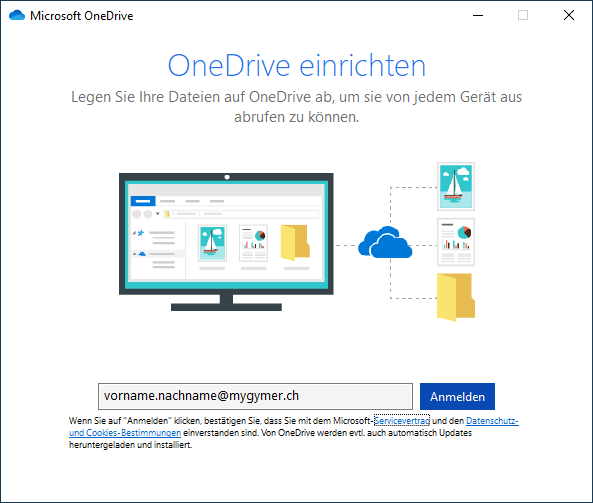 Microsoft OneDrive
OneDrive einrichten
Legen Sie Ihre Dateien auf OneDrive ab, um sie von jedem Gerät aus
abrufen zu können.
vorname.nachname@mygymer.ch
Anmelden
Wenn Sie auf "Anmelden" klicken, bestätigen Sie, dass Sie mit dem Microsoft-Servicevertrag und den Datenschutz-
und Cookies-Bestimmungen einverstanden sind. Von OneDrive werden evtl. auch automatisch Updates
heruntergeladen und installiert.